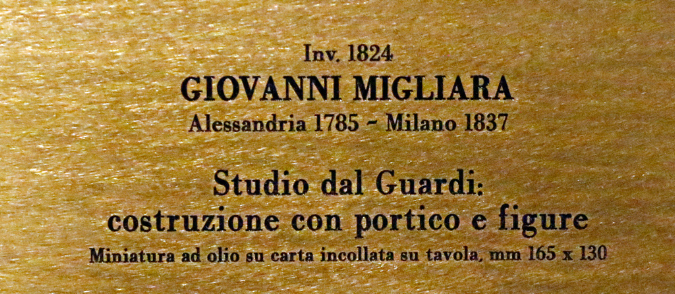 Inv. 1824
GIOVANNI MIGLIARA
Alessandria 1785 ~ Milano 1837
Studio dal Guardi:
costruzione con portico e figure
Miniatura ad olio su carta incollata su tavola, mm 165 x 130